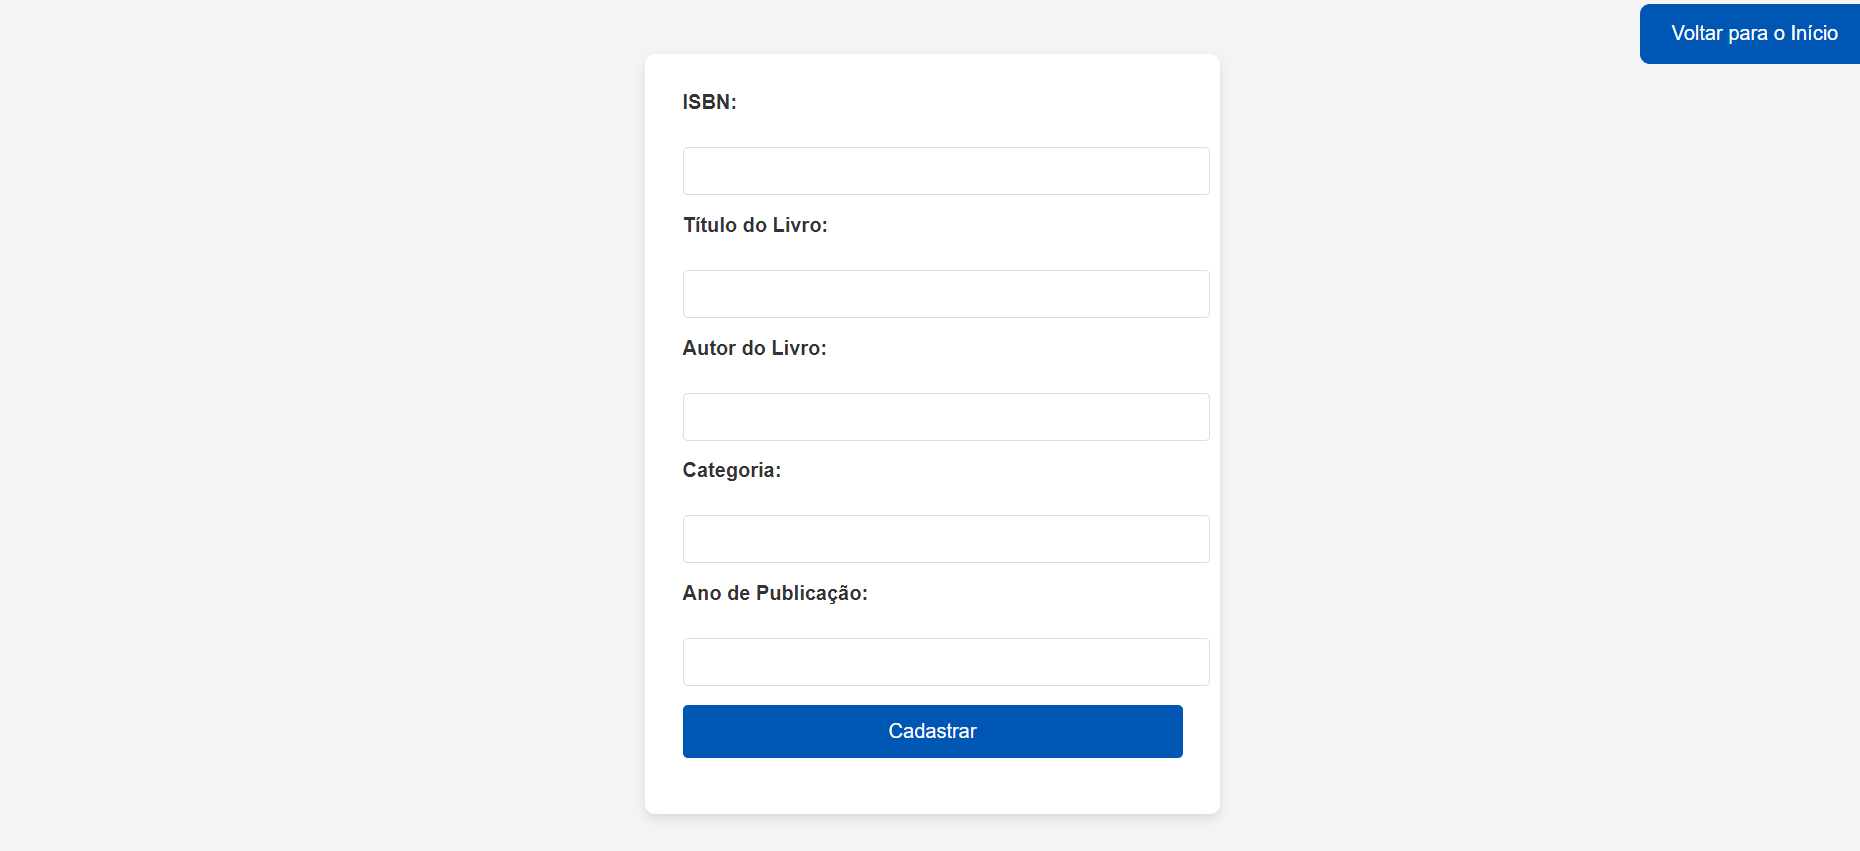 Voltar para o Início
ISBN:
Título do Livro:
Autor do Livro:
Categoria:
Ano de Publicação:
Cadastrar